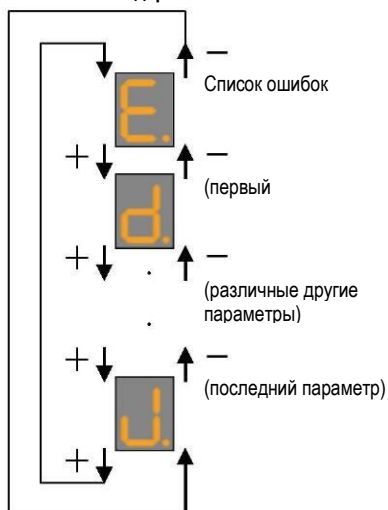 −
E.
Список ошибок
+ −
d.
(первый
+ −
.
(различные другие
параметры)
.
+ −
J.
(последний параметр)
+